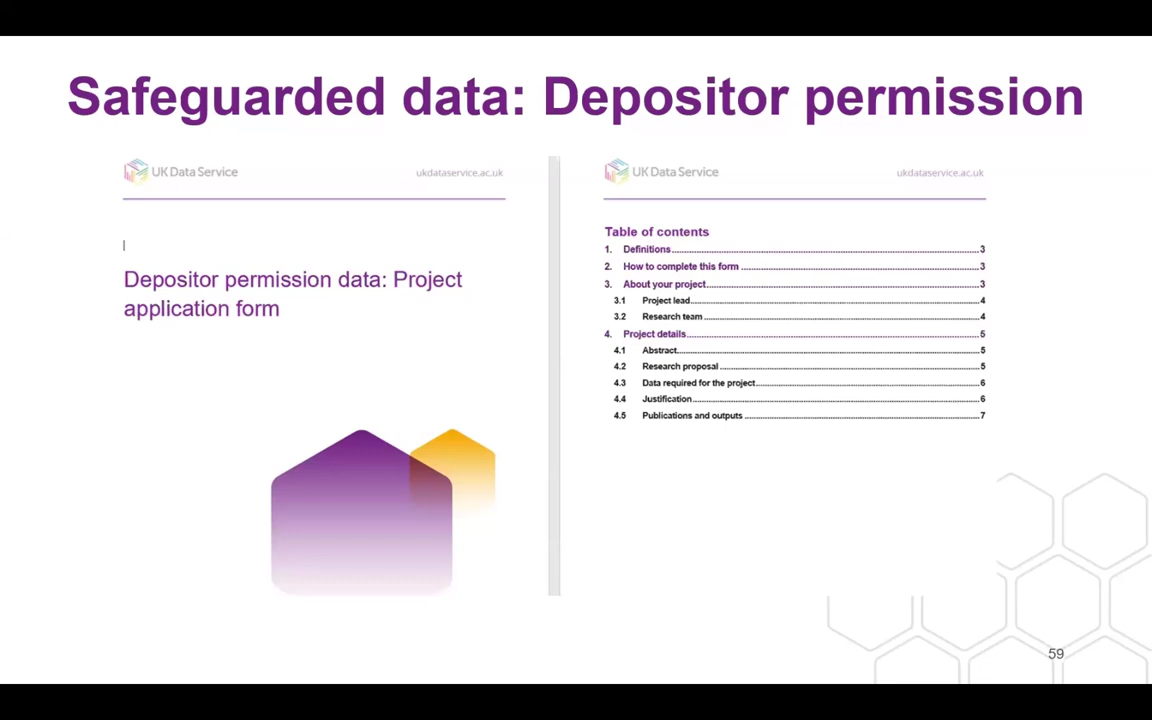 Safeguarded data: Depositor permission
UK Data Service
ukdataservice.ac.uk
Depositor permission data: Project
application form
UK Data Service
ukdataservice.ac.uk
Table of contents
1. Definitions 3
2. How to complete this form 3
3. About your project 3
3.1 Project lead 4
3.2 Research team 4
4. Project details 5
4.1 Abstract 5
4.2 Research proposal 5
4.3 Data required for the project 6
4.4 Justification 6
4.5 Publications and outputs 7
59